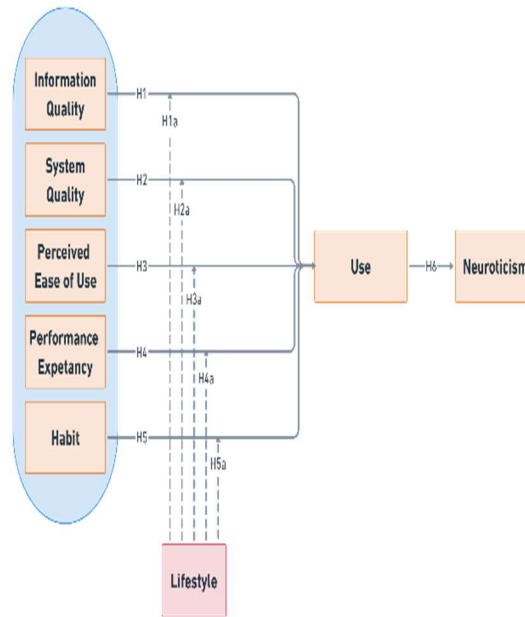 Information
Quality
H1
H1a
System
Quality
H2
H2a
Perceived
Ease of Use
H3
H3a
Use
H6
Neuroticism
Performance
Expetancy
H4
H4a
Habit
H5
H5a
Lifestyle